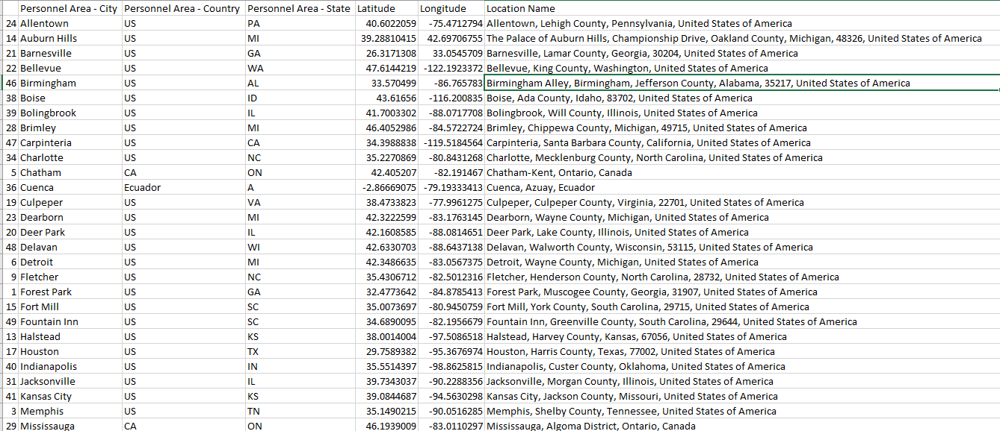 Personnel Area - City Personnel Area - Country Personnel Area - State Latitude Longitude Location Name
24 Allentown US PA 40.6022059 -75.4712794 Allentown, Lehigh County, Pennsylvania, United States of America
14 Auburn Hills US MI 39.28810415 42.69706755 The Palace of Auburn Hills, Championship Drive, Oakland County, Michigan, 48326, United States of America
21 Barnesville US GA 26.3171308 33.0545709 Barnesville, Lamar County, Georgia, 30204, United States of America
22 Bellevue US WA 47.6144219 -122.1923372 Bellevue, King County, Washington, United States of America
46 Birmingham US AL 33.570499 -86.765783 Birmingham Alley, Birmingham, Jefferson County, Alabama, 35217, United States of America
38 Boise US ID 43.61656 -116.200835 Boise, Ada County, Idaho, 83702, United States of America
39 Bolingbrook US IL 41.7003302 -88.0717708 Bolingbrook, Will County, Illinois, United States of America
28 Brimley US MI 46.4052986 -84.5722724 Brimley, Chippewa County, Michigan, 49715, United States of America
47 Carpinteria US CA 34.3988838 -119.5184564 Carpinteria, Santa Barbara County, California, United States of America
34 Charlotte US NC 35.2270869 -80.8431268 Charlotte, Mecklenburg County, North Carolina, United States of America
5 Chatham CA ON 42.405207 -82.191467 Chatham-Kent, Ontario, Canada
36 Cuenca Ecuador A -2.86669075 -79.19333413 Cuenca, Azuay, Ecuador
19 Culpeper US VA 38.4733823 -77.9961275 Culpeper, Culpeper County, Virginia, 22701, United States of America
23 Dearborn US MI 42.3222599 -83.1763145 Dearborn, Wayne County, Michigan, United States of America
20 Deer Park US IL 42.1608585 -88.0814651 Deer Park, Lake County, Illinois, United States of America
48 Delavan US WI 42.6330703 -88.6437138 Delavan, Walworth County, Wisconsin, 53115, United States of America
6 Detroit US MI 42.3486635 -83.0567375 Detroit, Wayne County, Michigan, United States of America
9 Fletcher US NC 35.4306712 -82.5012316 Fletcher, Henderson County, North Carolina, 28732, United States of America
1 Forest Park US GA 32.4773642 -84.8785413 Forest Park, Muscogee County, Georgia, 31907, United States of America
15 Fort Mill US SC 35.0073697 -80.9450759 Fort Mill, York County, South Carolina, 29715, United States of America
49 Fountain Inn US SC 34.6890095 -82.1956679 Fountain Inn, Greenville County, South Carolina, 29644, United States of America
13 Halstead US KS 38.0014004 -97.5086518 Halstead, Harvey County, Kansas, 67056, United States of America
17 Houston US TX 29.7589382 -95.3676974 Houston, Harris County, Texas, 77002, United States of America
40 Indianapolis US IN 35.5514397 -98.8625815 Indianapolis, Custer County, Oklahoma, United States of America
31 Jacksonville US IL 39.7343037 -90.2288356 Jacksonville, Morgan County, Illinois, United States of America
41 Kansas City US KS 39.0844687 -94.5630298 Kansas City, Jackson County, Missouri, United States of America
3 Memphis US TN 35.1490215 -90.0516285 Memphis, Shelby County, Tennessee, United States of America
29 Mississauga CA ON 46.1939009 -83.0110297 Mississauga, Algoma District, Ontario, Canada